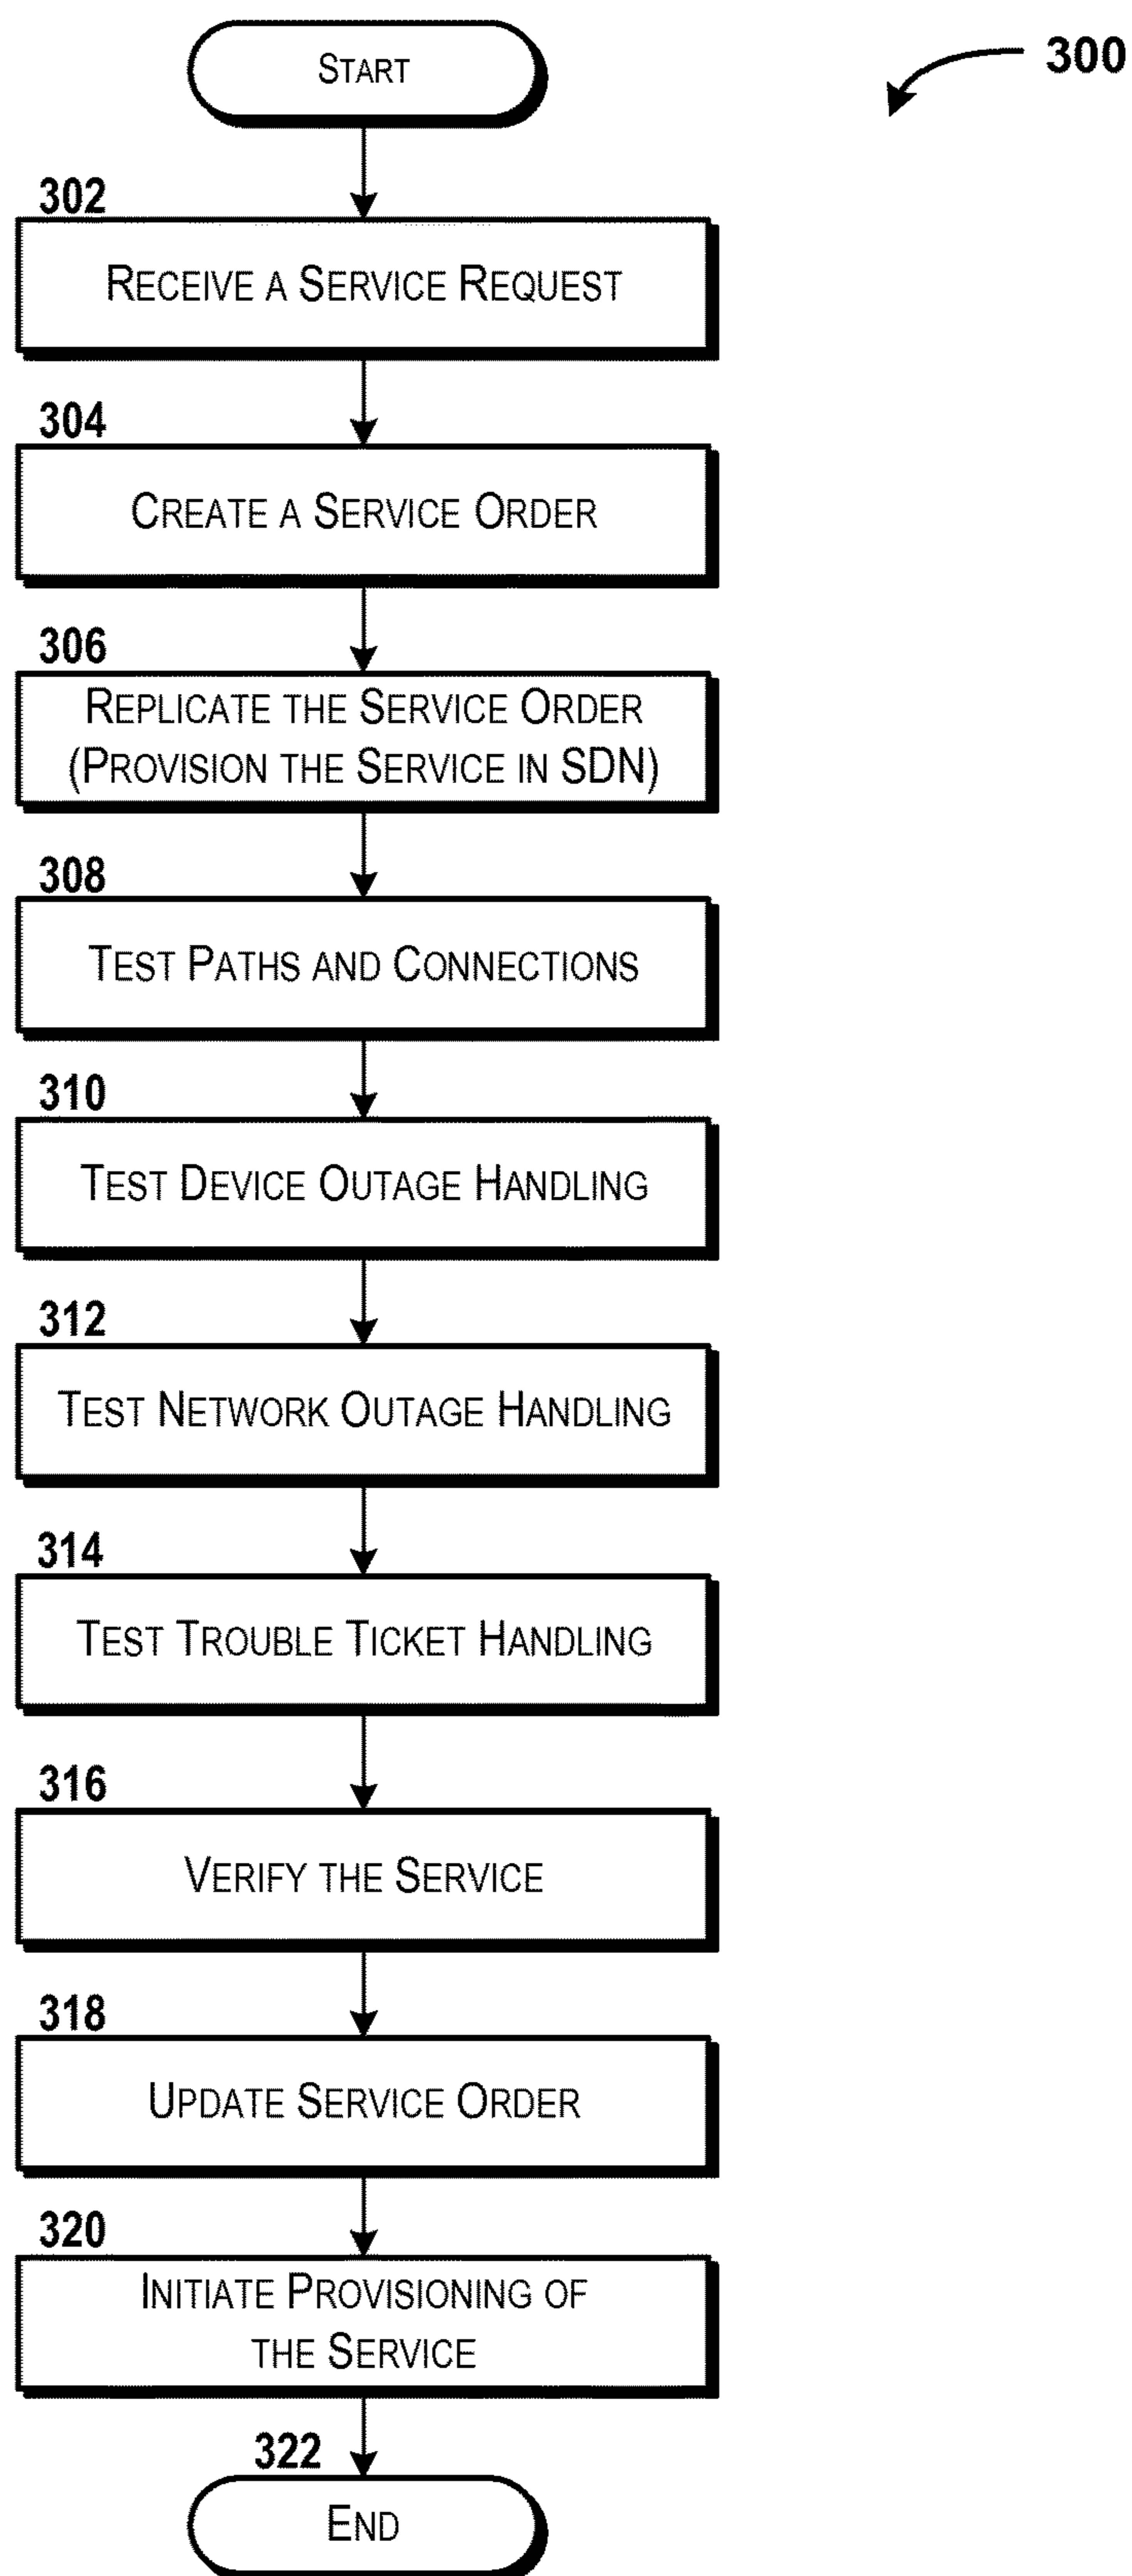 START
300
302
RECEIVE A SERVICE REQUEST
304
CREATE A SERVICE ORDER
306
REPLICATE THE SERVICE ORDER
(PROVISION THE SERVICE IN SDN)
308
TEST PATHS AND CONNECTIONS
310
TEST DEVICE OUTAGE HANDLING
312
TEST NETWORK OUTAGE HANDLING
314
TEST TROUBLE TICKET HANDLING
316
VERIFY THE SERVICE
318
UPDATE SERVICE ORDER
320
INITIATE PROVISIONING OF
THE SERVICE
322
END